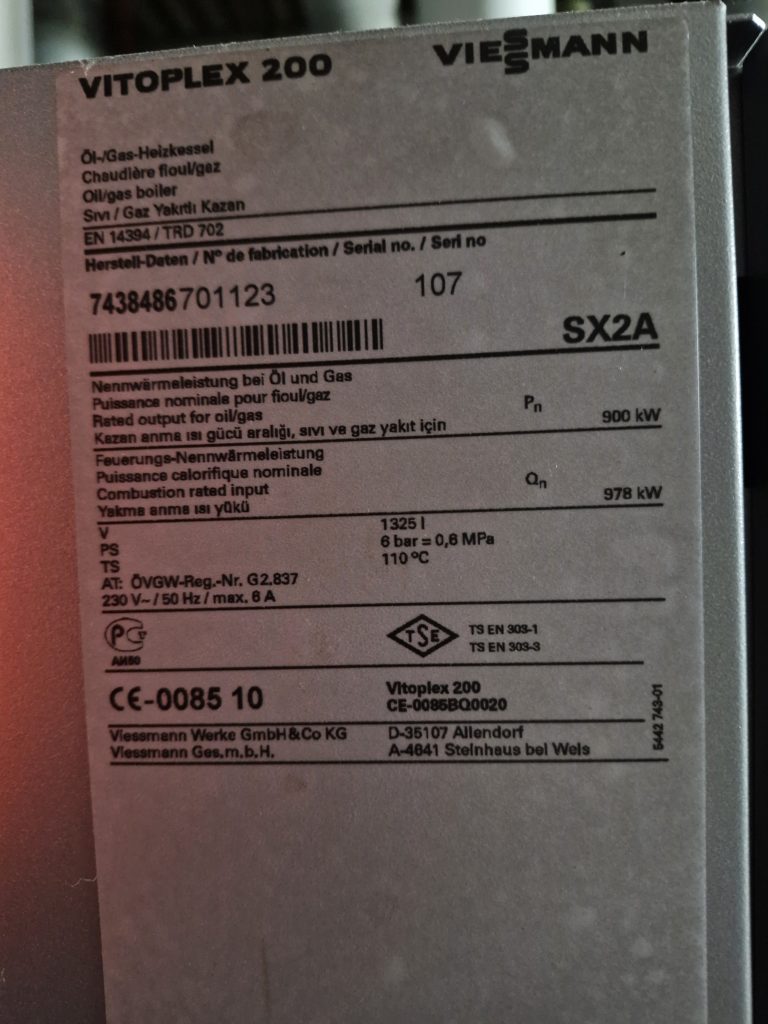 VITOPLEX 200
VIESSMANN
Öl-/Gas-Heizkessel
Chaudière fioul/gaz
Oil/gas boiler
Sıvı / Gaz Yakıtlı Kazan
EN 14394 / TRD 702
Herstell-Daten / Nº de fabrication / Serial no. / Seri no
7438486701123 107
SX2A
Nennwärmeleistung bei Öl und Gas
Puissance nominale pour fioul/gaz
Rated output for oil/gas
Kazan anma ısı gücü aralığı, sıvı ve gaz yakıt için
Pn 900 kW
Feuerungs-Nennwärmeleistung
Puissance calorifique nominale
Combustion rated input
Yakma anma ısı yükü
Qn 978 kW
V 1325 l
PS 6 bar = 0,6 MPa
TS 110 ºC
AT: ÖVGW-Reg.-Nr. G 2.837
230 V~ / 50 Hz / max. 6 A
АИ50
TSE
TS EN 303-1
TS EN 303-3
CE-0085 10
Vitoplex 200
CE-0085BQ0020
Viessmann Werke GmbH&Co KG D-35107 Allendorf
Viessmann Ges.m.b.H. A-4641 Steinhaus bei Wels
5442 743-01